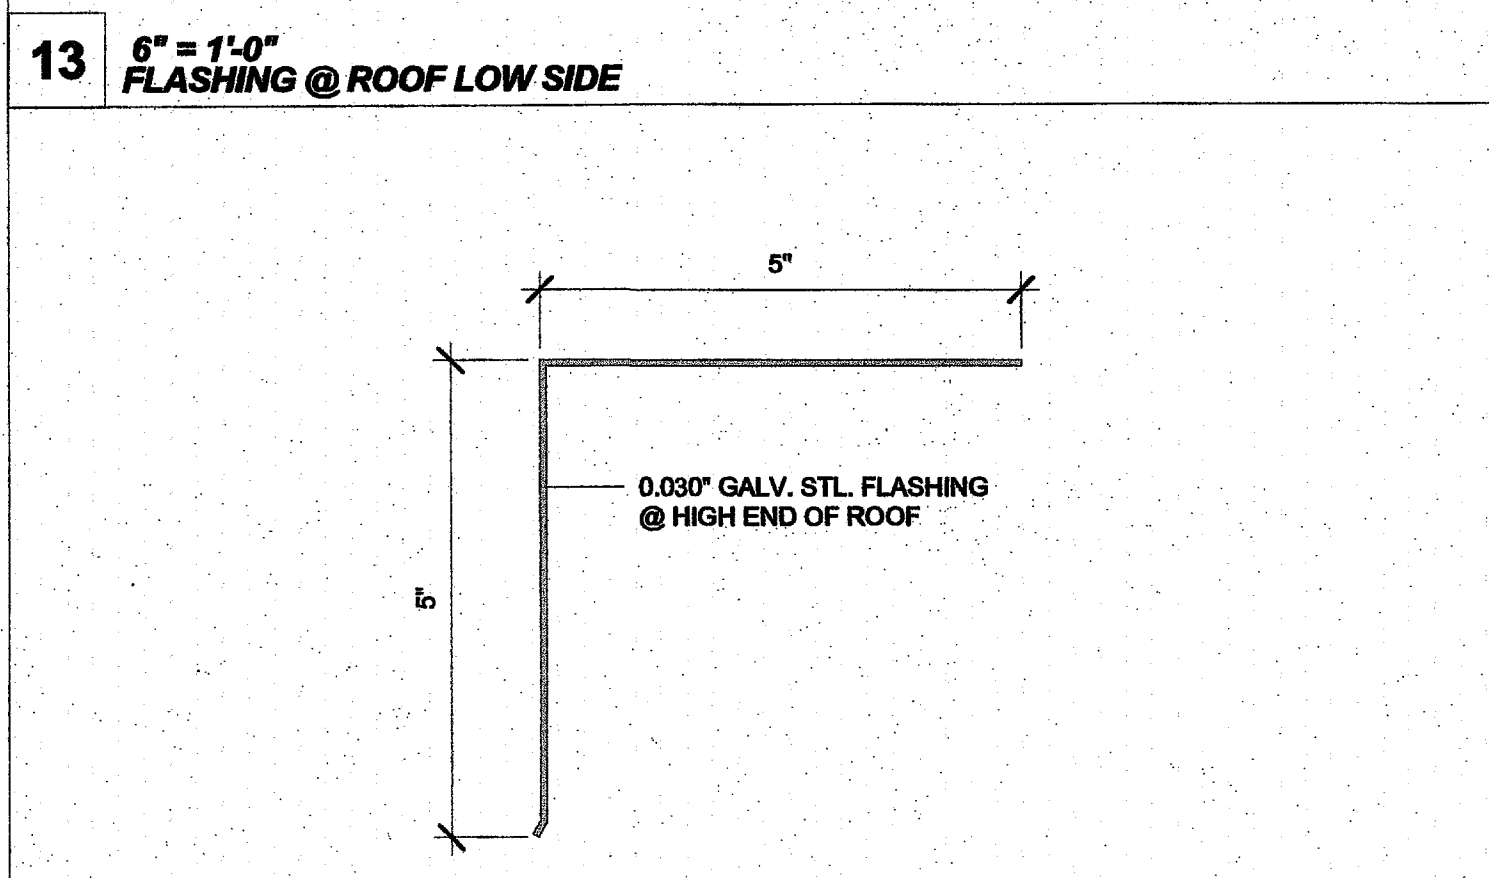 13
6" = 1'-0"
FLASHING @ ROOF LOW SIDE
5"
0.030" GALV. STL. FLASHING
@ HIGH END OF ROOF
5"